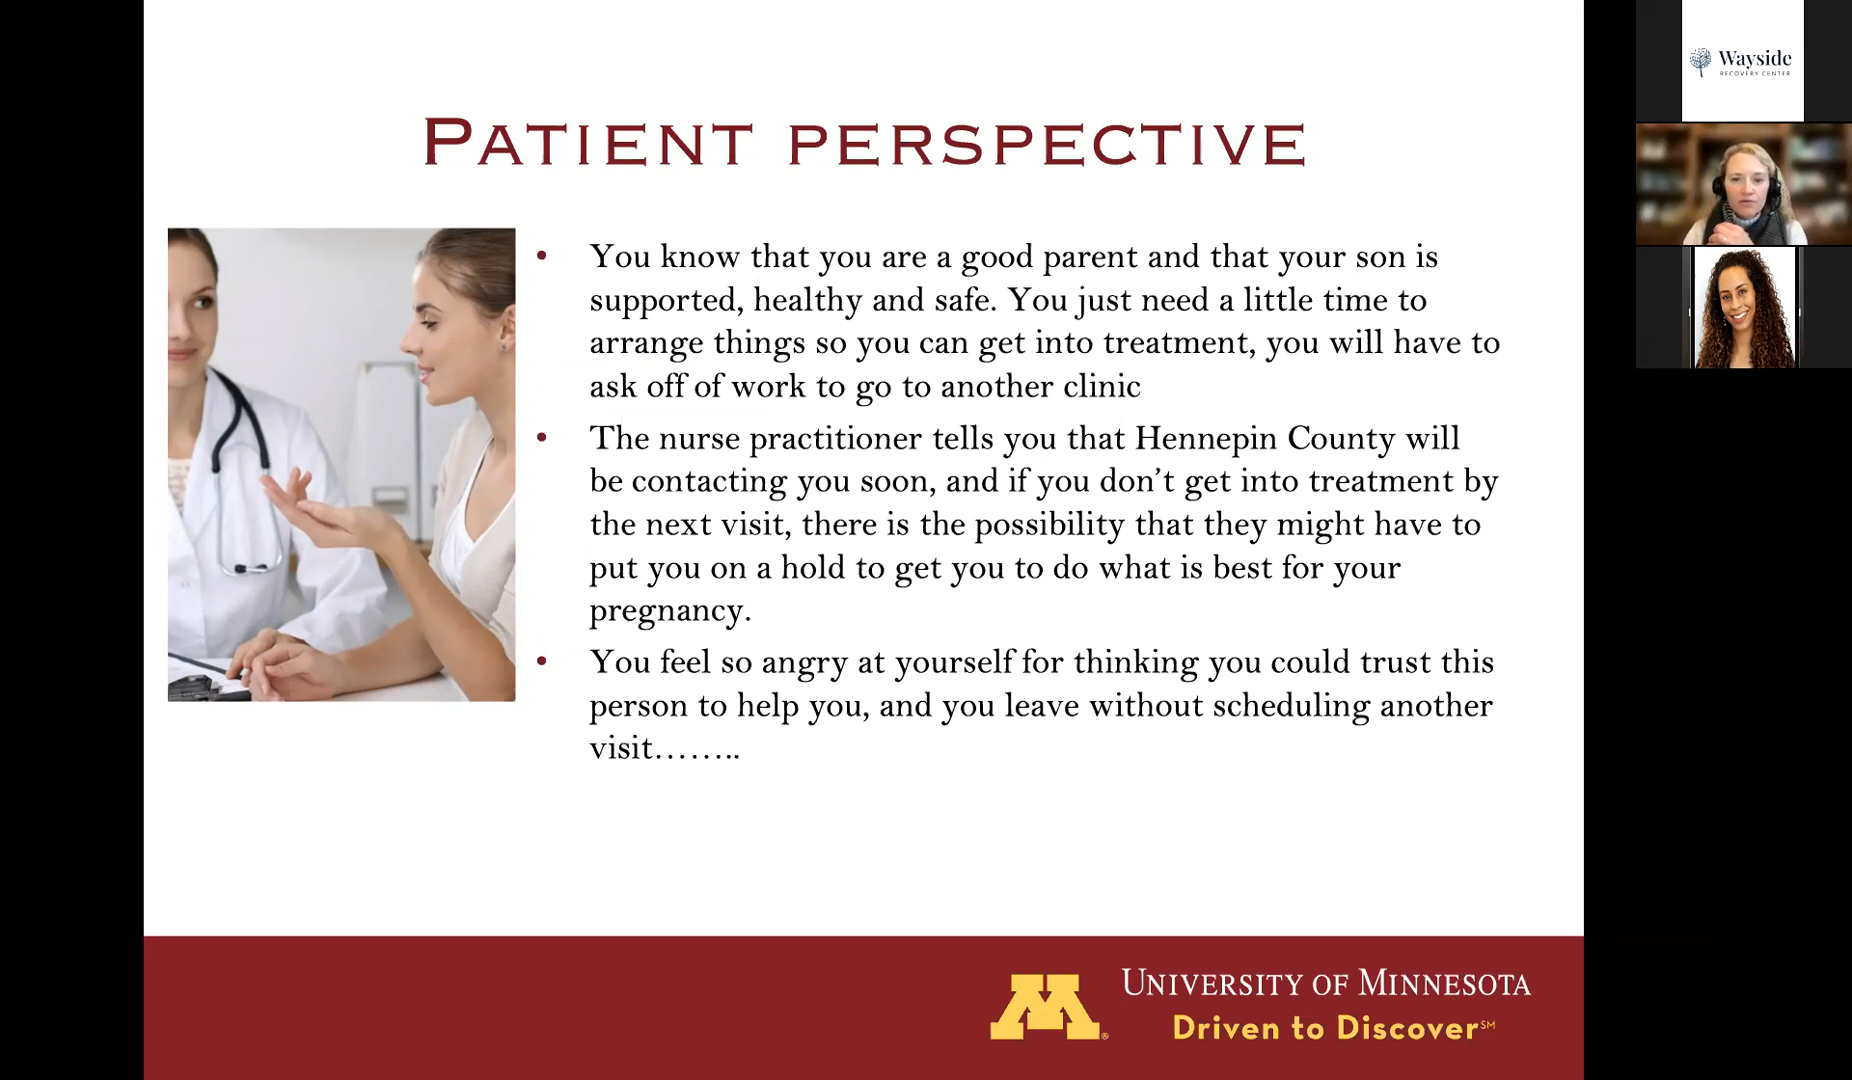 PATIENT PERSPECTIVE
• You know that you are a good parent and that your son is
supported, healthy and safe. You just need a little time to
arrange things so you can get into treatment, you will have to
ask off of work to go to another clinic
• The nurse practitioner tells you that Hennepin County will
be contacting you soon, and if you don’t get into treatment by
the next visit, there is the possibility that they might have to
put you on a hold to get you to do what is best for your
pregnancy.
• You feel so angry at yourself for thinking you could trust this
person to help you, and you leave without scheduling another
visit……..
M®
UNIVERSITY OF MINNESOTA
Driven to Discover℠
Wayside
RECOVERY CENTER